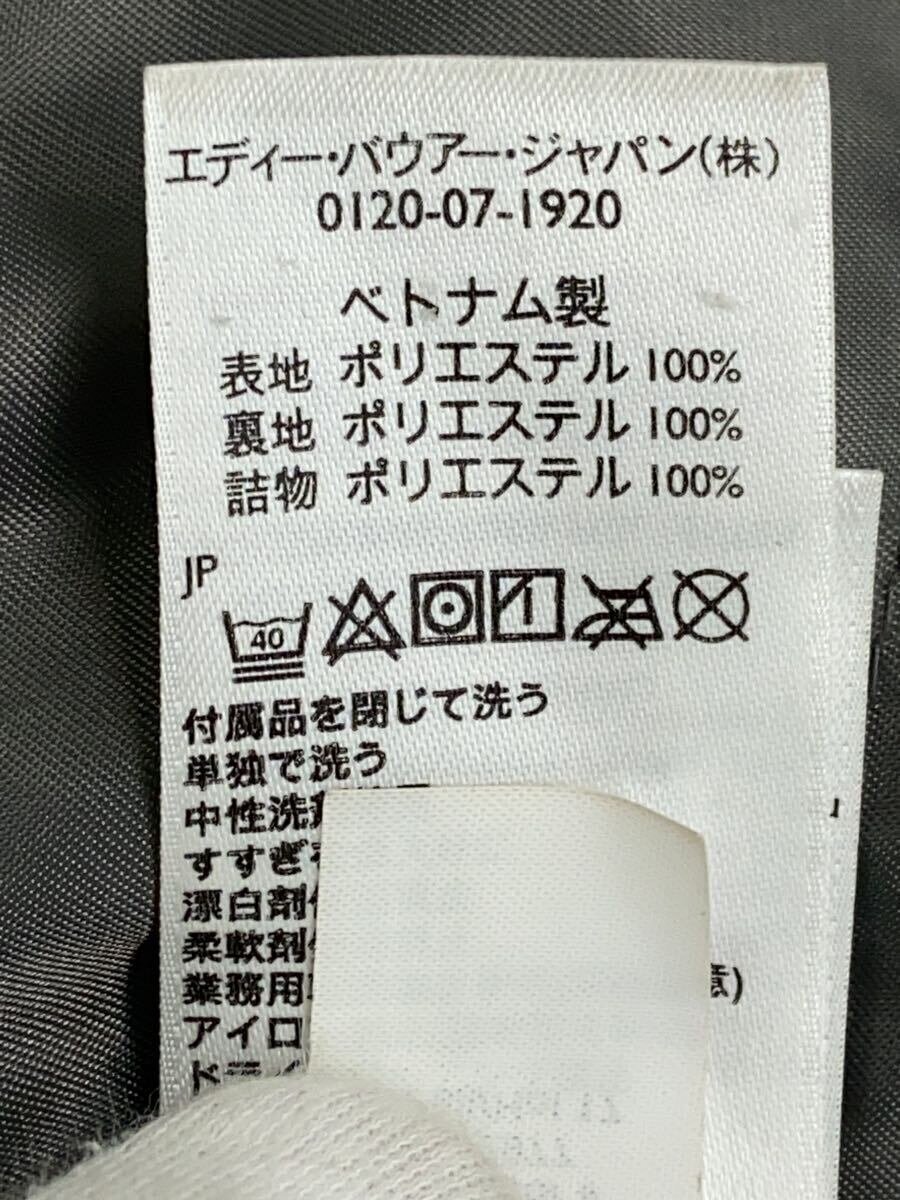 エディー・バウアー・ジャパン(株)
0120-07-1920
ベトナム製
表地 ポリエステル 100%
裏地 ポリエステル 100%
詰物 ポリエステル 100%
JP
40
付属品を閉じて洗う
単独で洗う
中性洗
すすぎ
漂白剤
柔軟剤
業務用
意)
アイロ
ドライ